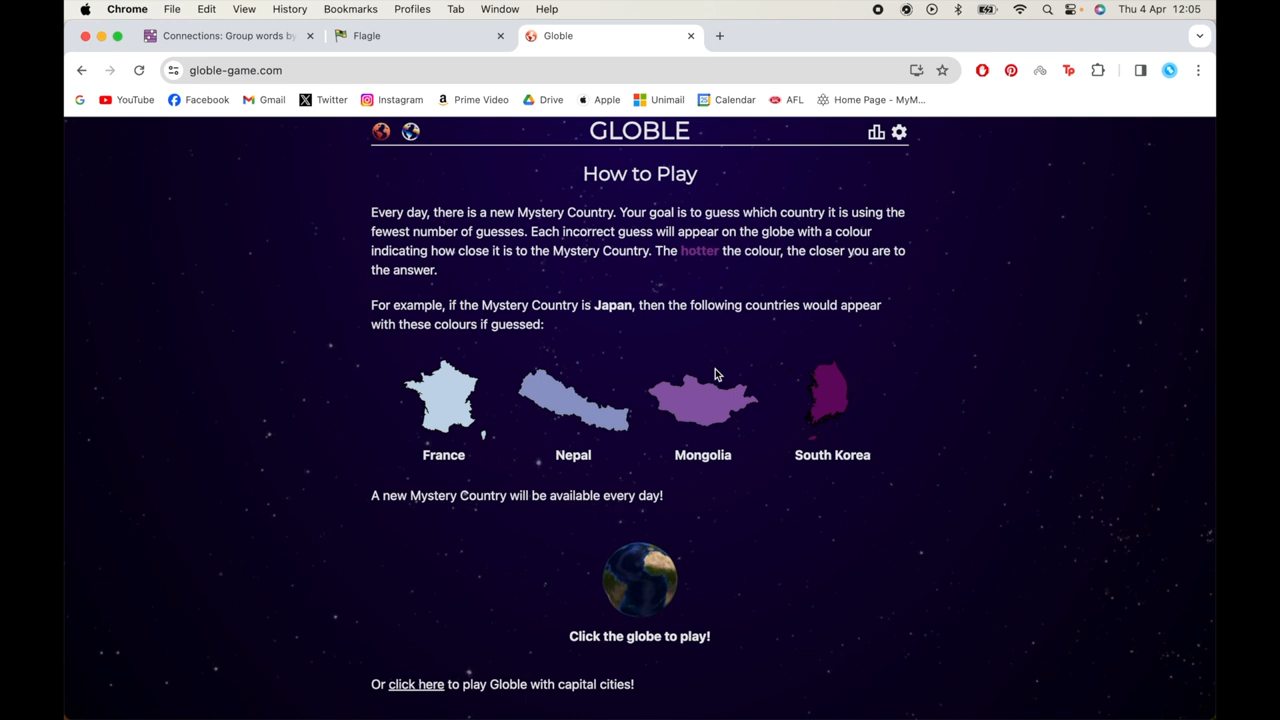 Chrome File Edit View History Bookmarks Profiles Tab Window Help Thu 4 Apr 12:05
Connections: Group words by Flagle Globle
globle-game.com
YouTube Facebook Gmail Twitter Instagram Prime Video Drive Apple Unimail Calendar AFL Home Page - MyM...
GLOBLE
How to Play
Every day, there is a new Mystery Country. Your goal is to guess which country it is using the
fewest number of guesses. Each incorrect guess will appear on the globe with a colour
indicating how close it is to the Mystery Country. The hotter the colour, the closer you are to
the answer.
For example, if the Mystery Country is Japan, then the following countries would appear
with these colours if guessed:
France Nepal Mongolia South Korea
A new Mystery Country will be available every day!
Click the globe to play!
Or click here to play Globle with capital cities!